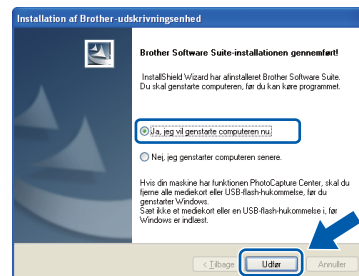 Installation af Brother-udskrivningsenhed
Brother Software Suite-installationen gennemført!
InstallShield Wizard har afinstalleret Brother Software Suite.
Du skal genstarte computeren, før du kan køre programmet.
Ja, jeg vil genstarte computeren nu.
Nej, jeg genstarter computeren senere.
Hvis din maskine har funktionen PhotoCapture Center, skal du
fjerne alle mediekort eller USB-flash-hukommelse, før du
genstarter Windows.
Sæt ikke et mediekort eller en USB-flash-hukommelse i, før
Windows er indlæst.
< Tilbage
Udfør
Annuller